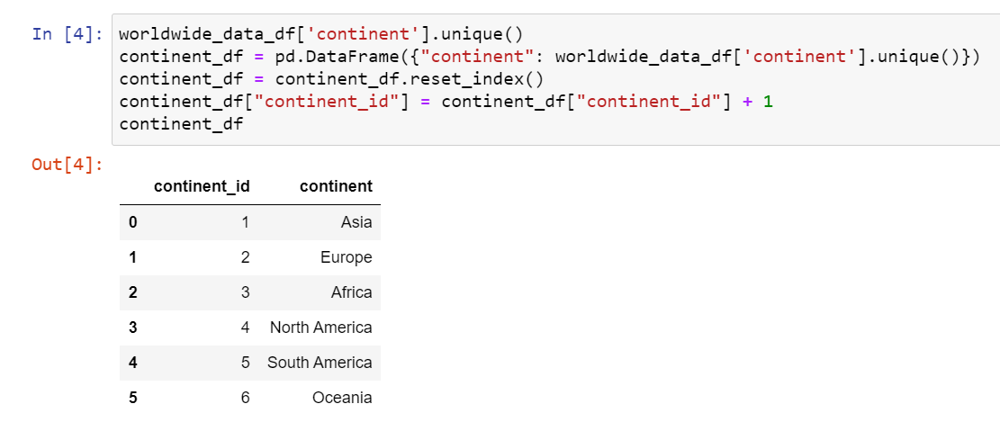 In [4]: worldwide_data_df['continent'].unique()
continent_df = pd.DataFrame({"continent": worldwide_data_df['continent'].unique()})
continent_df = continent_df.reset_index()
continent_df["continent_id"] = continent_df["continent_id"] + 1
continent_df
Out[4]:
continent_id continent
0 1 Asia
1 2 Europe
2 3 Africa
3 4 North America
4 5 South America
5 6 Oceania